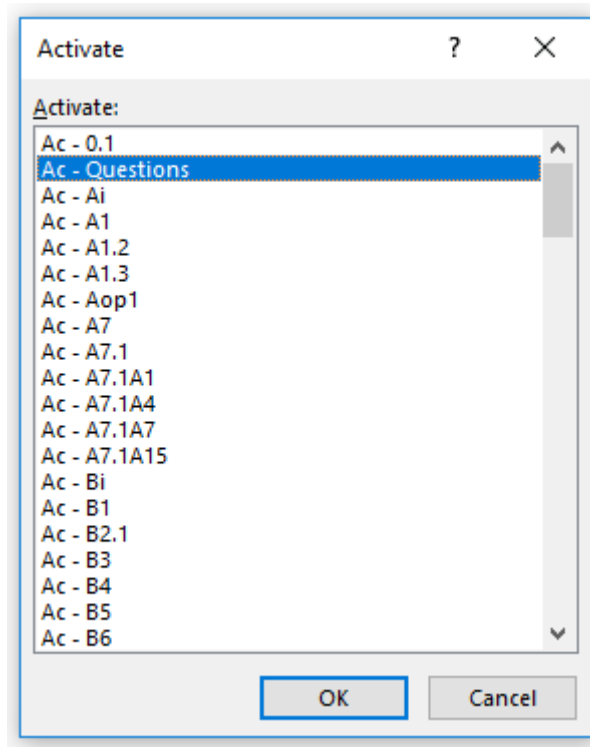 Activate ?
Activate:
Ac - 0.1
Ac - Questions
Ac - Ai
Ac - A1
Ac - A1.2
Ac - A1.3
Ac - Aop1
Ac - A7
Ac - A7.1
Ac - A7.1A1
Ac - A7.1A4
Ac - A7.1A7
Ac - A7.1A15
Ac - Bi
Ac - B1
Ac - B2.1
Ac - B3
Ac - B4
Ac - B5
Ac - B6
OK Cancel